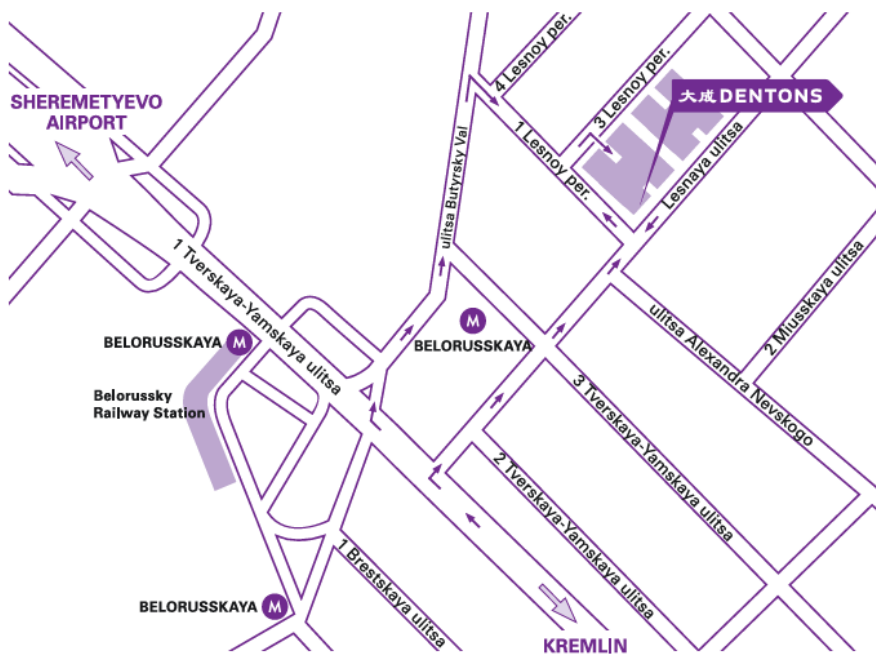 SHEREMETYEVO
AIRPORT
4 Lesnoy per.
3 Lesnoy per.
大成 DENTONS
1 Lesnoy per.
Lesnaya ulitsa
ulitsa Butyrsky Val
1 Tverskaya-Yamskaya ulitsa
2 Miusskaya ulitsa
ulitsa Alexandra Nevskogo
M
BELORUSSKAYA
BELORUSSKAYA M
Belorussky
Railway Station
3 Tverskaya-Yamskaya ulitsa
2 Tverskaya-Yamskaya ulitsa
1 Brestskaya ulitsa
BELORUSSKAYA M
KREMLIN